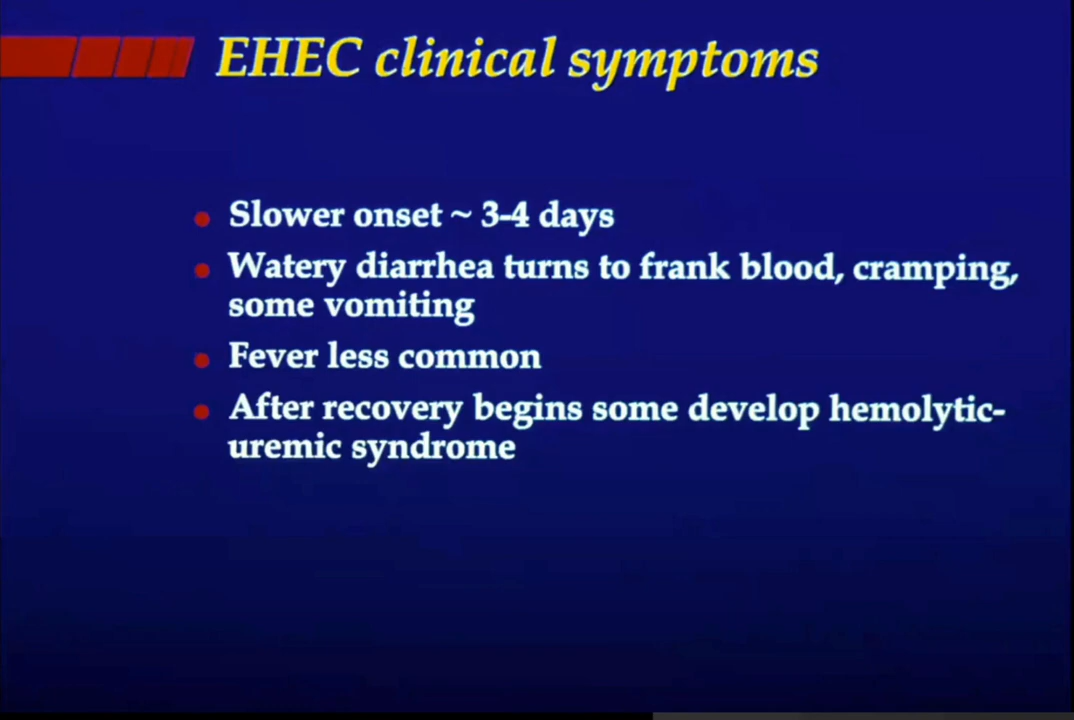 EHEC clinical symptoms
Slower onset ~ 3-4 days
Watery diarrhea turns to frank blood, cramping,
some vomiting
Fever less common
After recovery begins some develop hemolytic-
uremic syndrome